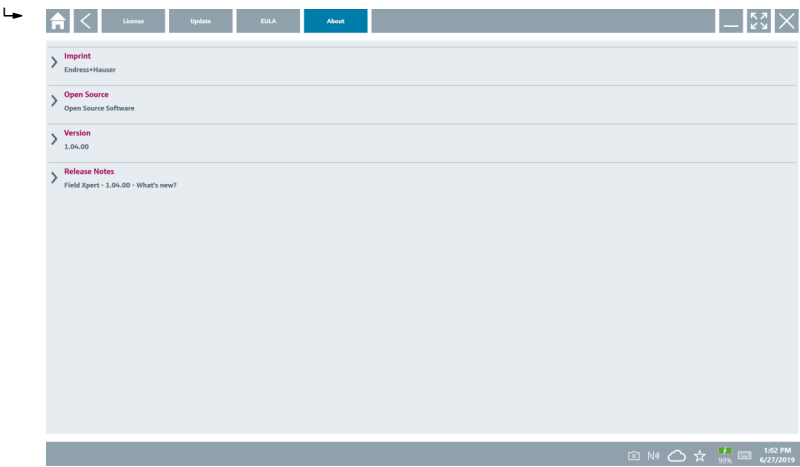 License Update EULA About
Imprint
Endress+Hauser
Open Source
Open Source Software
Version
1.04.00
Release Notes
Field Xpert - 1.04.00 - What's new?
99%
1:02 PM
6/27/2019